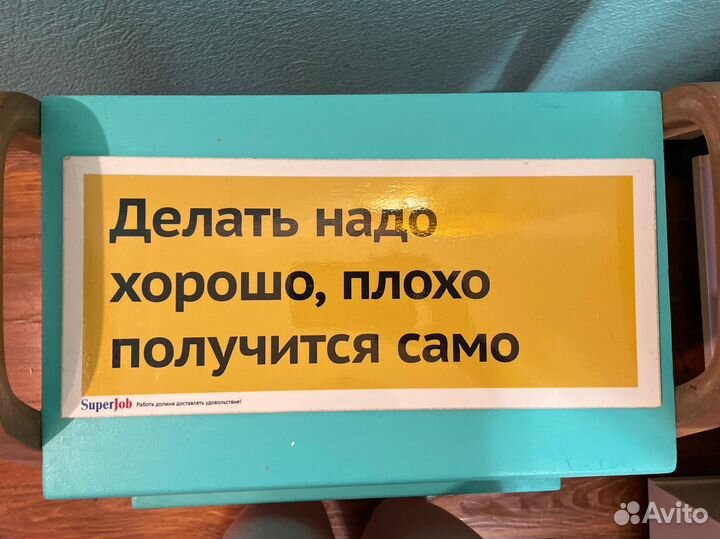 Делать надо
хорошо, плохо
получится само
SuperJob Работа должна доставлять удовольствие!
Avito